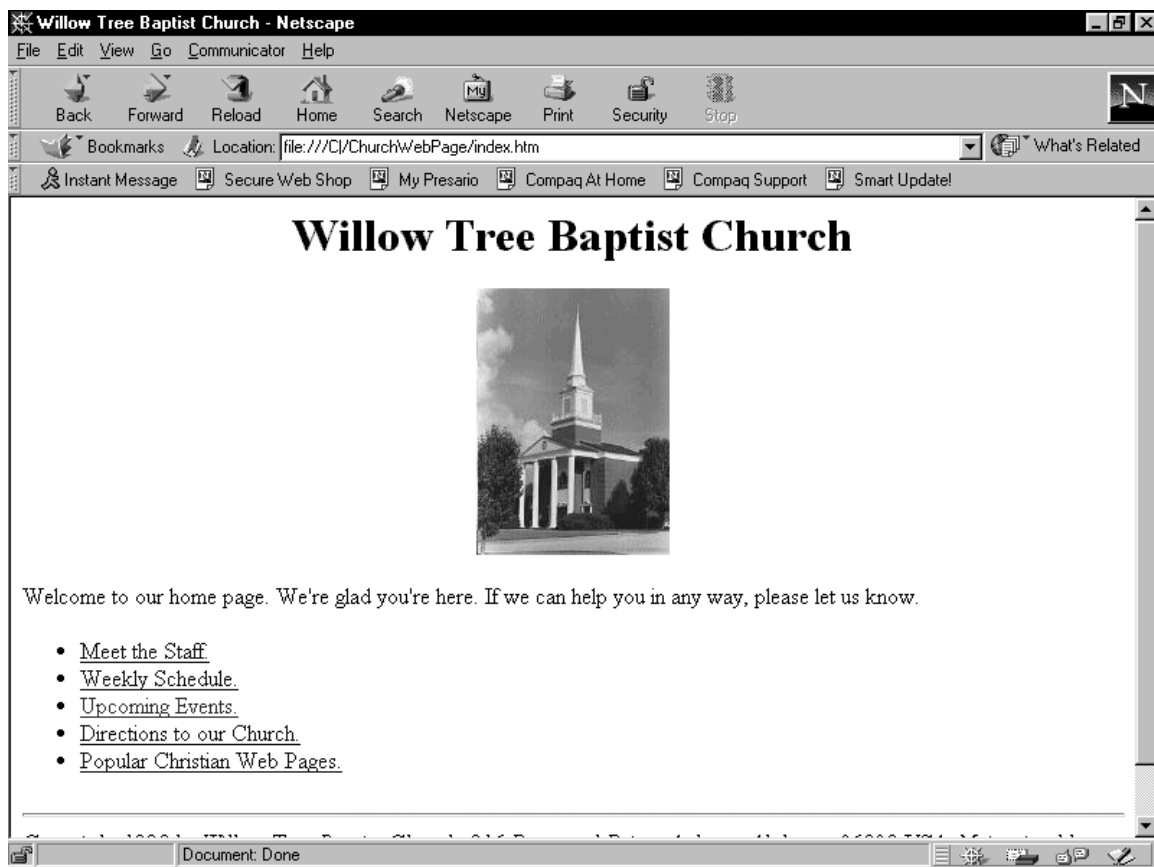 Willow Tree Baptist Church - Netscape
File Edit View Go Communicator Help
Back Forward Reload Home Search My Netscape Print Security Stop N
Bookmarks Location: file:///C|/ChurchWebPage/index.htm What's Related
Instant Message Secure Web Shop My Presario Compaq At Home Compaq Support Smart Update!
Willow Tree Baptist Church
Welcome to our home page. We're glad you're here. If we can help you in any way, please let us know.
• Meet the Staff.
• Weekly Schedule.
• Upcoming Events.
• Directions to our Church.
• Popular Christian Web Pages.
Document: Done